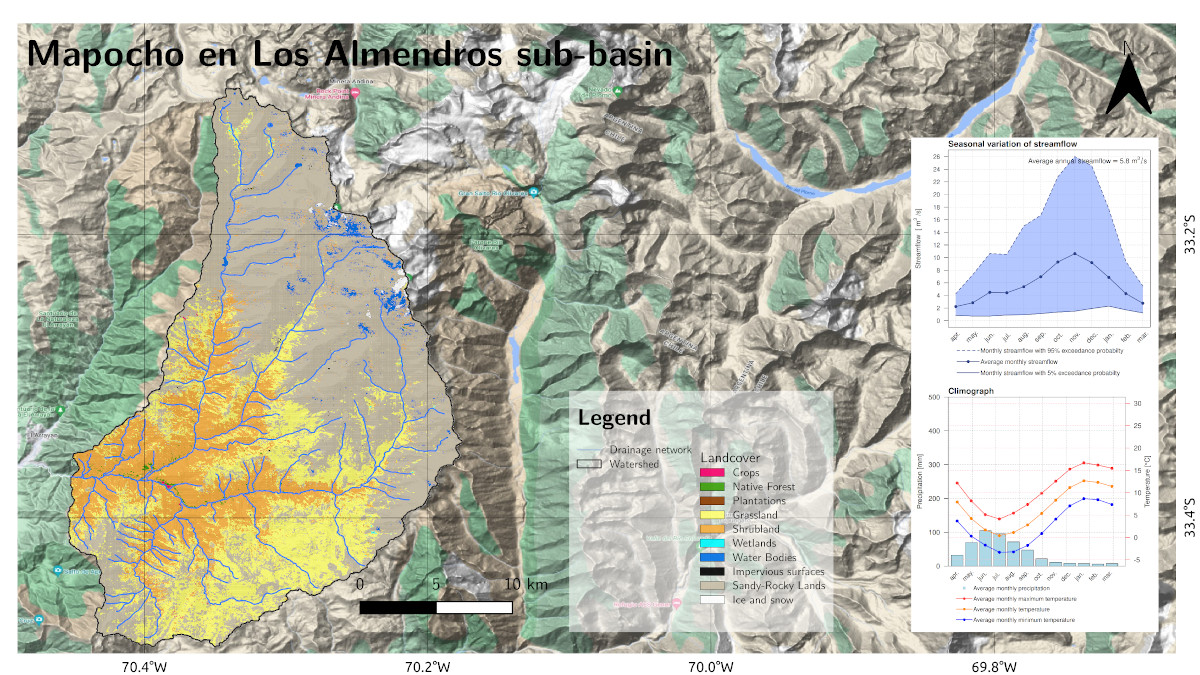 Mapocho en Los Almendros sub-basin
N
Minera Andina
ARGENTINA
CHILE
Seasonal variation of streamflow
Average annual streamflow = 5.8 m³/s
Streamflow [ m³ /s]
26
24
22
20
18
16
14
12
10
8
6
4
2
0
apr. may. jun. jul. aug. sep. oct. nov. dec. jan. feb. mar.
Monthly streamflow with 95% exceedance probability
Average monthly streamflow
Monthly streamflow with 5% exceedance probability
Climograph
Precipitation [mm]
500
400
300
200
100
0
Temperature [°C]
30
25
20
15
10
5
0
-5
apr. may. jun. jul. aug. sep. oct. nov. dec. jan. feb. mar.
Average monthly precipitation
Average monthly maximum temperature
Average monthly temperature
Average monthly minimum temperature
Legend
Drainage network
Watershed
Landcover
Crops
Native Forest
Plantations
Grassland
Shrubland
Wetlands
Water Bodies
Impervious surfaces
Sandy-Rocky Lands
Ice and snow
0 5 10 km
33.2°S
33.4°S
70.4°W 70.2°W 70.0°W 69.8°W